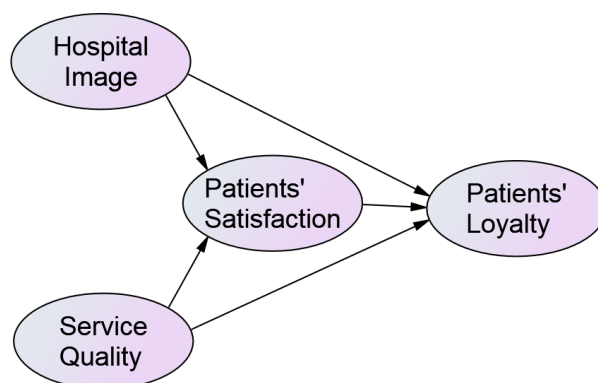 Hospital
Image
Patients'
Satisfaction
Patients'
Loyalty
Service
Quality